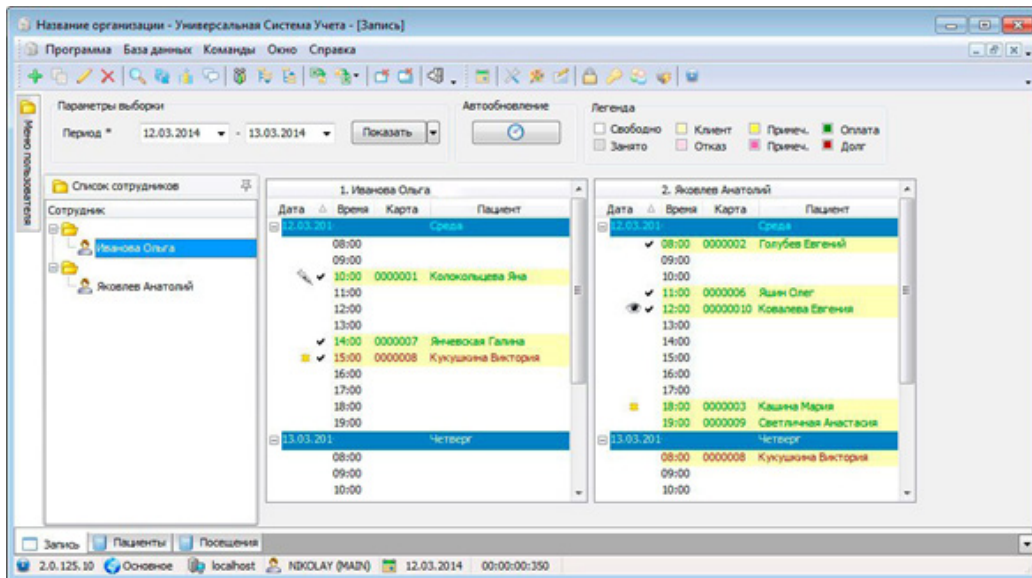 Название организации - Универсальная Система Учета - [Запись]
Программа База данных Команды Окно Справка
Меню пользователя
Параметры выборки
Период * 12.03.2014 - 13.03.2014 Показать
Автообновление
Легенда
Свободно Клиент Примеч. Оплата
Занято Отказ Примеч. Долг
Список сотрудников
Сотрудник
Иванова Ольга
Яковлев Анатолий
1. Иванова Ольга
Дата Время Карта Пациент
12.03.201 Среда
08:00
09:00
10:00 0000001 Колокольцева Яна
11:00
12:00
13:00
14:00 0000007 Янчевская Галина
15:00 0000008 Кукушкина Виктория
16:00
17:00
18:00
19:00
13.03.201 Четверг
08:00
09:00
10:00
2. Яковлев Анатолий
Дата Время Карта Пациент
12.03.201 Среда
08:00 0000002 Голубев Евгений
09:00
10:00
11:00 0000006 Яшин Олег
12:00 00000010 Ковалева Евгения
13:00
14:00
15:00
16:00
17:00
18:00 0000003 Кашина Мария
19:00 0000009 Светличная Анастасия
13.03.201 Четверг
08:00 0000008 Кукушкина Виктория
09:00
10:00
Запись Пациенты Посещения
2.0.125.10 Основное localhost NIKOLAY (MAIN) 12.03.2014 00:00:00:350